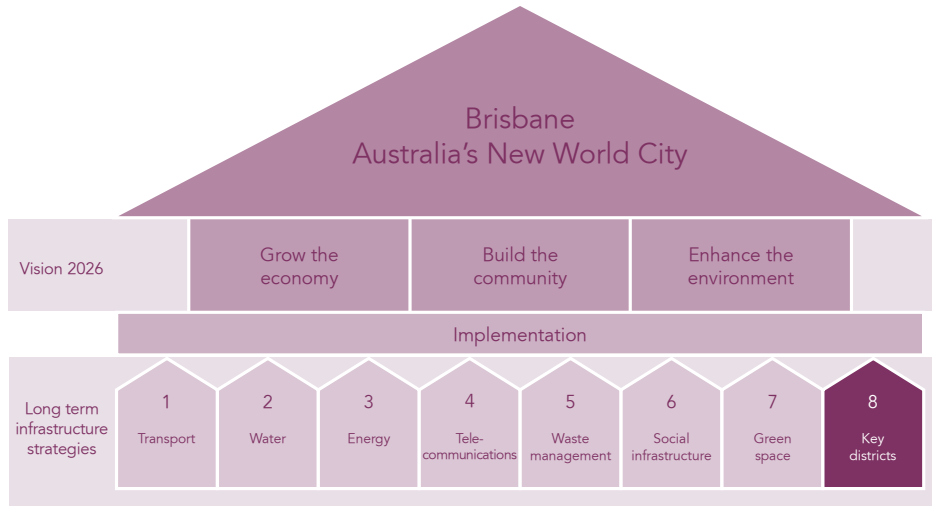 Brisbane
Australia's New World City
Vision 2026
Grow the
economy
Build the
community
Enhance the
environment
Implementation
Long term
infrastructure
strategies
1
Transport
2
Water
3
Energy
4
Tele-
communications
5
Waste
management
6
Social
infrastructure
7
Green
space
8
Key
districts